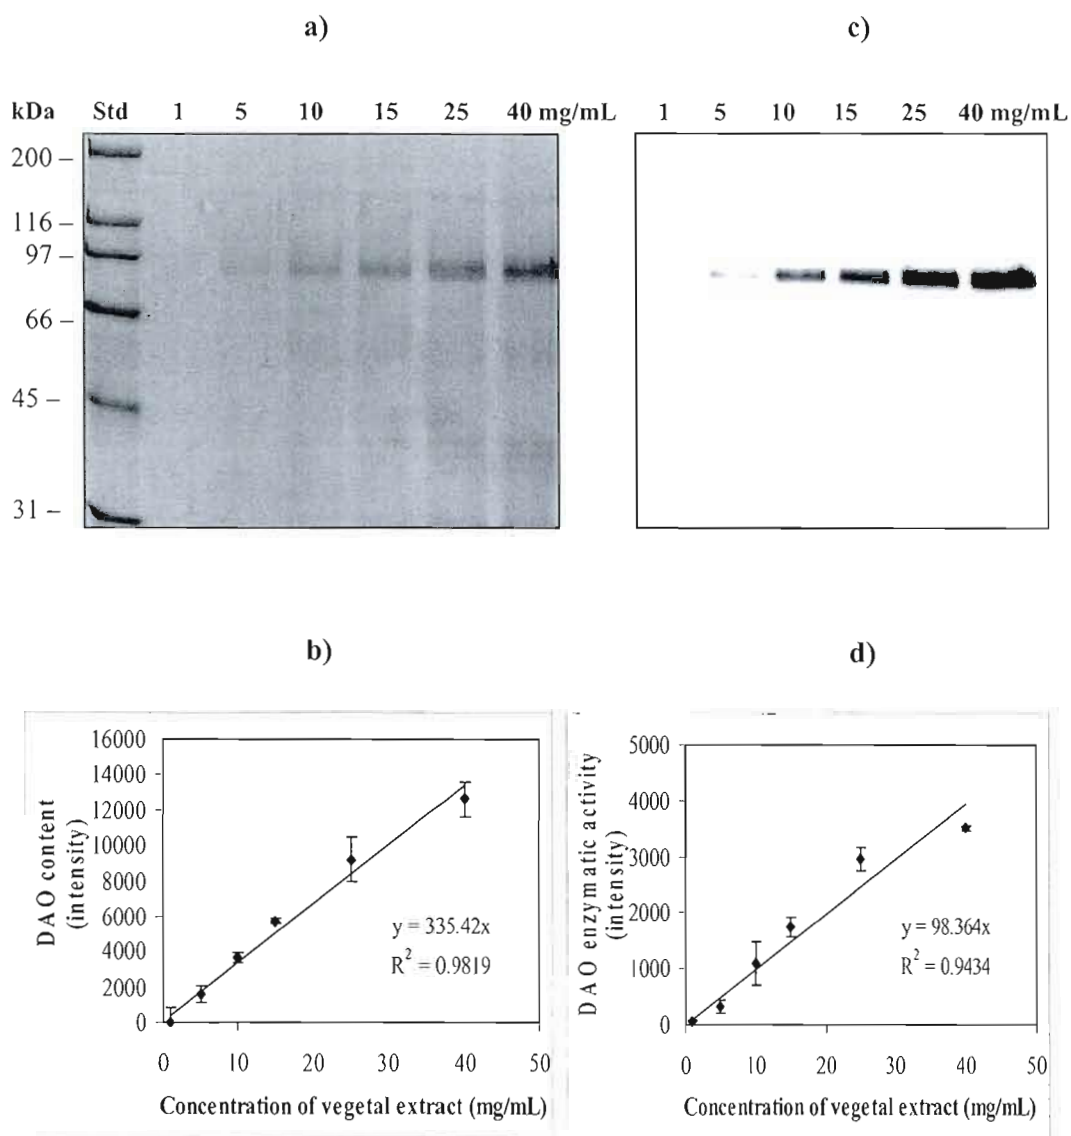 a)
c)
kDa Std 1 5 10 15 25 40 mg/mL
1 5 10 15 25 40 mg/mL
200 –
116 –
97 –
66 –
45 –
31 –
b)
d)
DAO content
(intensity)
16000
14000
12000
10000
8000
6000
4000
2000
0
y = 335.42x
R² = 0.9819
0 10 20 30 40 50
Concentration of vegetal extract (mg/mL)
DAO enzymatic activity
(intensity)
5000
4000
3000
2000
1000
0
y = 98.364x
R² = 0.9434
0 10 20 30 40 50
Concentration of vegetal extract (mg/mL)